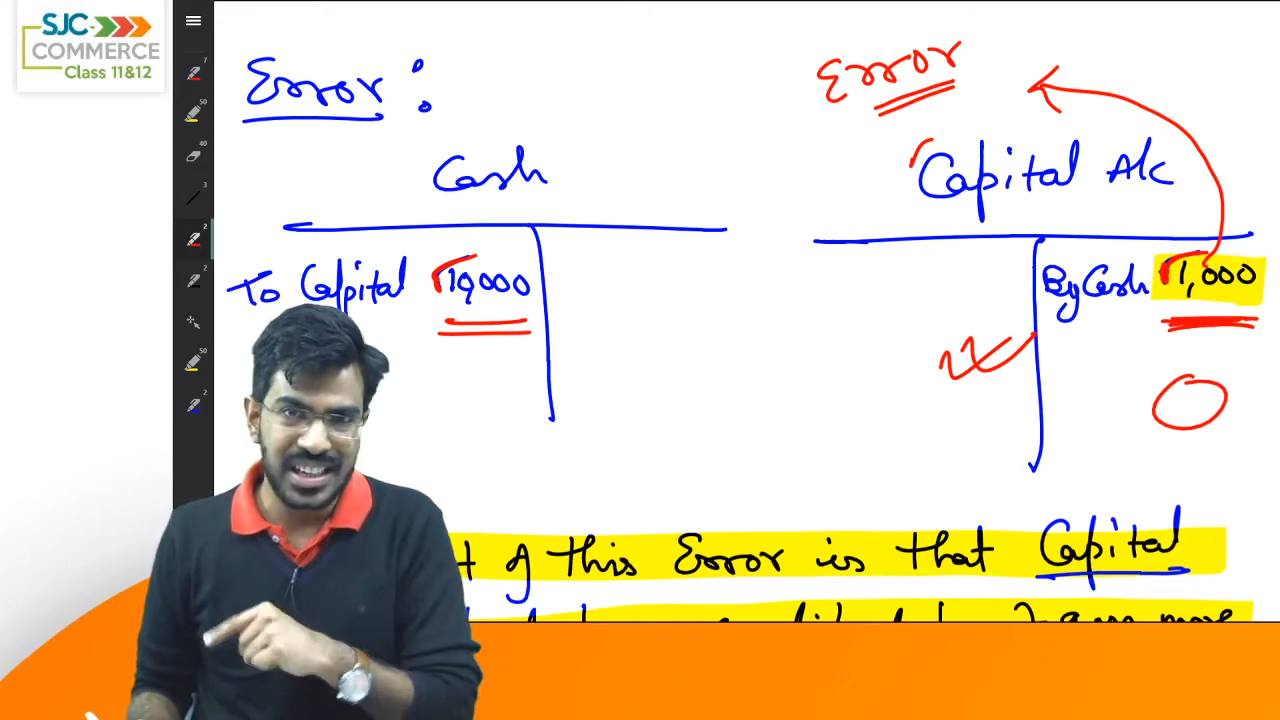 SJC
COMMERCE
Class 11&12
Error :
Error
Cash
Capital A/c
To Capital 10,000
By Cash 1,000
of this Error is that Capital